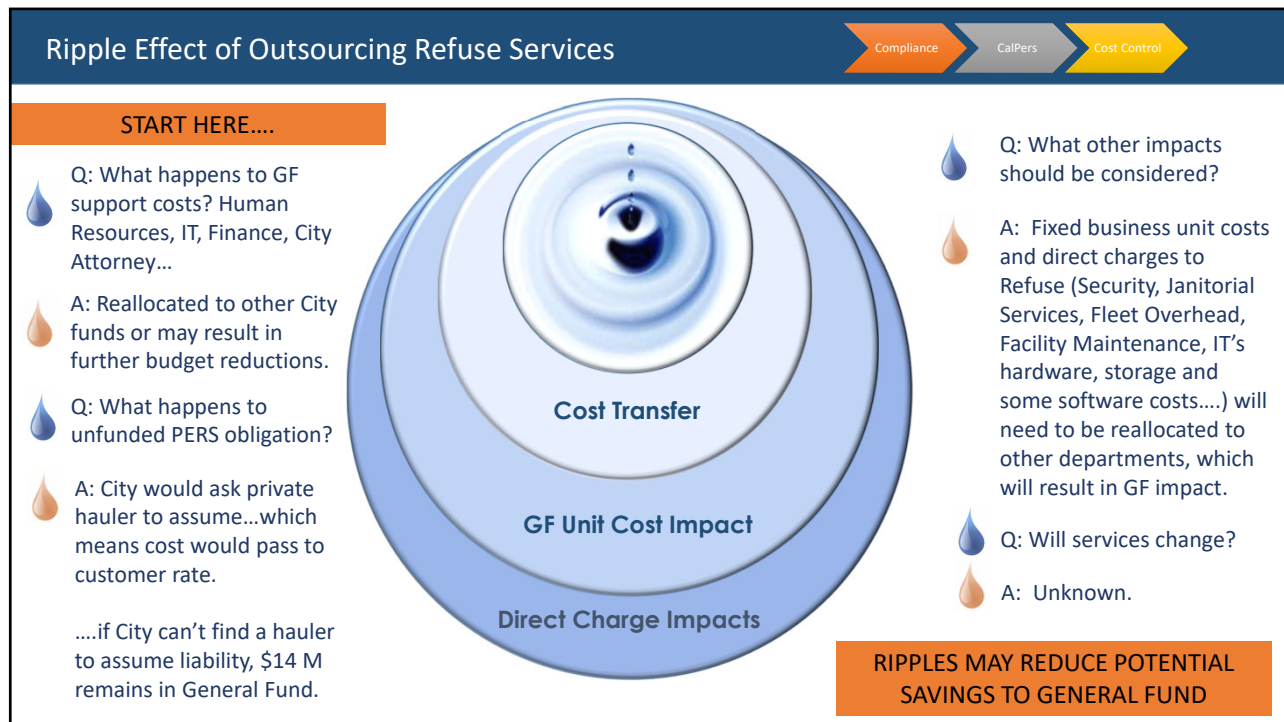 Ripple Effect of Outsourcing Refuse Services
Compliance
CalPers
Cost Control
START HERE....
Q: What happens to GF
support costs? Human
Resources, IT, Finance, City
Attorney...
A: Reallocated to other City
funds or may result in
further budget reductions.
Q: What happens to
unfunded PERS obligation?
A: City would ask private
hauler to assume...which
means cost would pass to
customer rate.
....if City can't find a hauler
to assume liability, $14 M
remains in General Fund.
Cost Transfer
GF Unit Cost Impact
Direct Charge Impacts
Q: What other impacts
should be considered?
A:  Fixed business unit costs
and direct charges to
Refuse (Security, Janitorial
Services, Fleet Overhead,
Facility Maintenance, IT's
hardware, storage and
some software costs....) will
need to be reallocated to
other departments, which
will result in GF impact.
Q: Will services change?
A:  Unknown.
RIPPLES MAY REDUCE POTENTIAL
SAVINGS TO GENERAL FUND